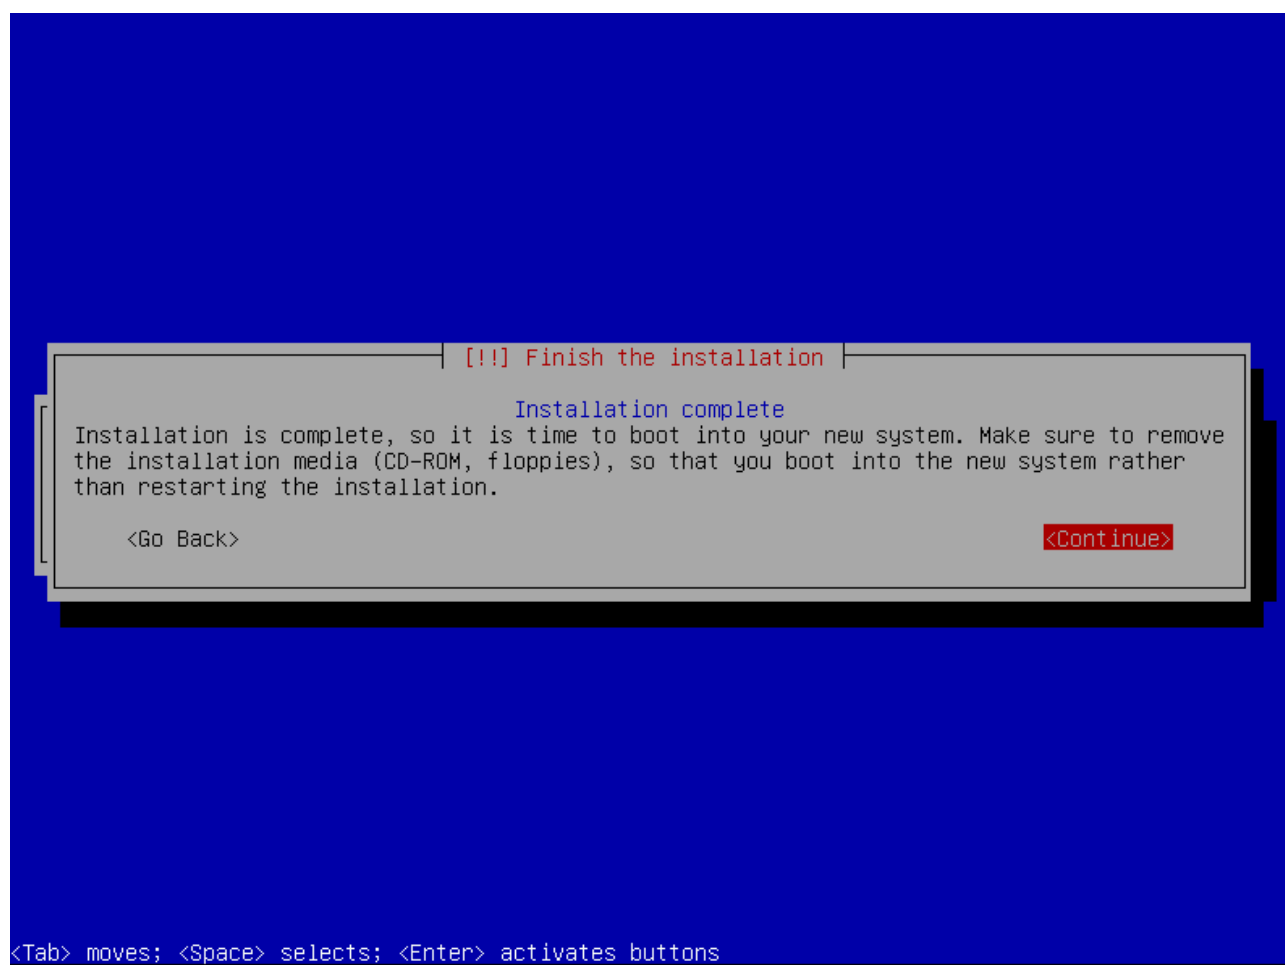 [!!] Finish the installation
Installation complete
Installation is complete, so it is time to boot into your new system. Make sure to remove
the installation media (CD-ROM, floppies), so that you boot into the new system rather
than restarting the installation.
<Go Back> <Continue>
<Tab> moves; <Space> selects; <Enter> activates buttons